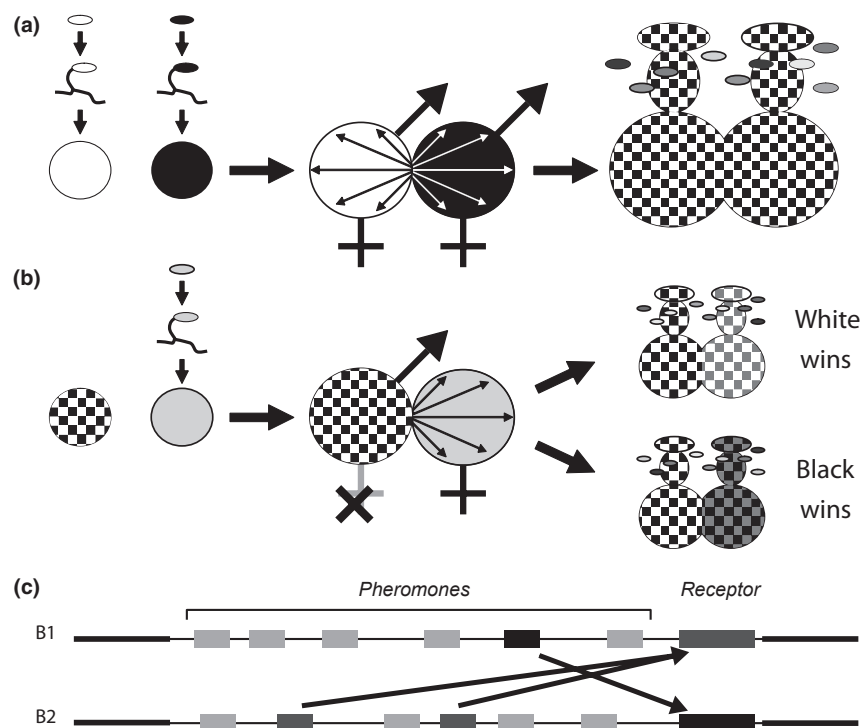 (a)
(b)
White
wins
Black
wins
(c)
Pheromones Receptor
B1
B2